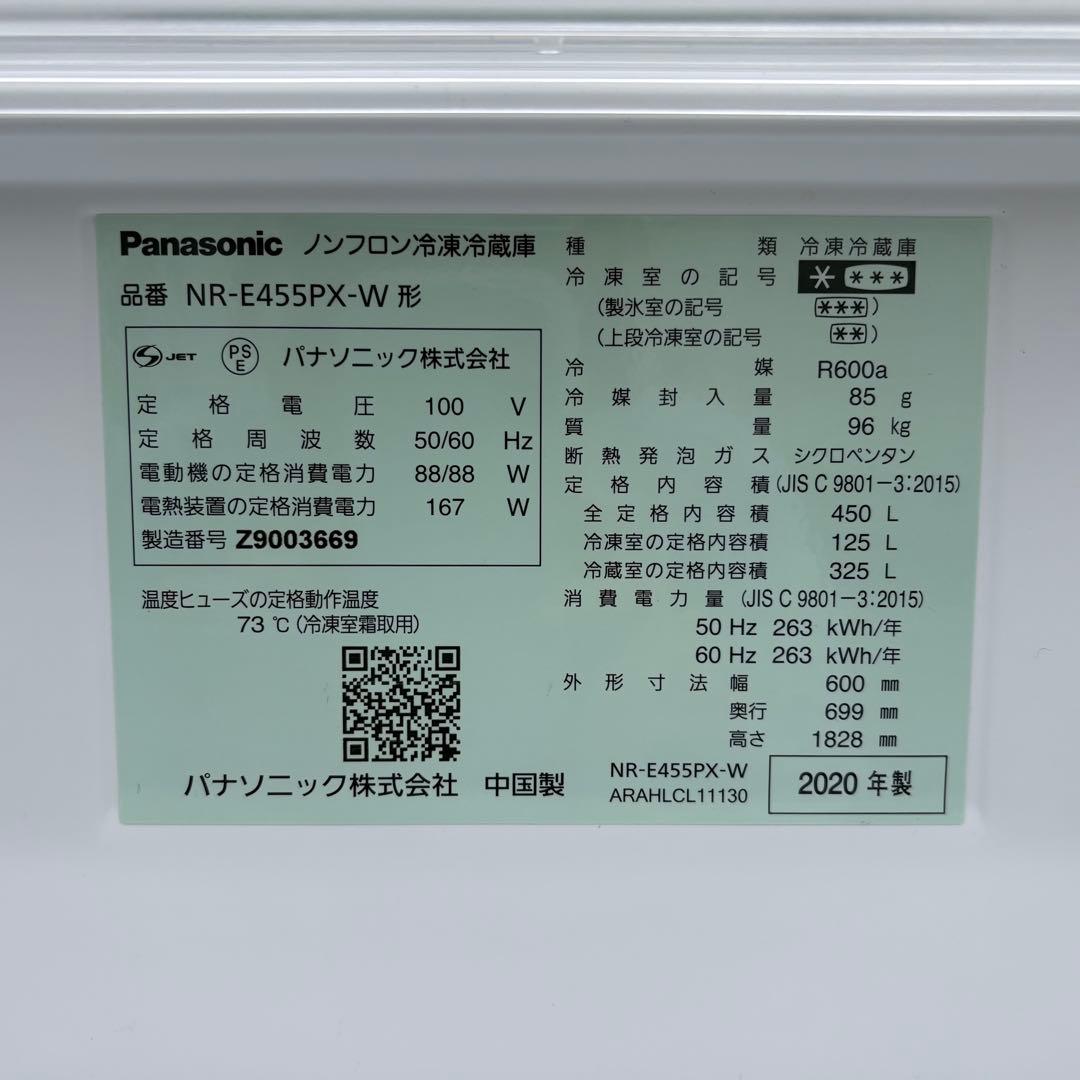 Panasonic ノンフロン冷凍冷蔵庫
品番 NR-E455PX-W 形
JET PSE パナソニック株式会社
定格電圧 100 V
定格周波数 50/60 Hz
電動機の定格消費電力 88/88 W
電熱装置の定格消費電力 167 W
製造番号 Z9003669
温度ヒューズの定格動作温度
73 ℃(冷凍室霜取用)
パナソニック株式会社 中国製
種類 冷凍冷蔵庫
冷凍室の記号 * ***
(製氷室の記号 ***)
(上段冷凍室の記号 **)
冷媒 R600a
冷媒封入量 85 g
質量 96 kg
断熱発泡ガス シクロペンタン
定格内容積(JIS C 9801-3:2015)
全定格内容積 450 L
冷凍室の定格内容積 125 L
冷蔵室の定格内容積 325 L
消費電力量 (JIS C 9801-3:2015)
50 Hz 263 kWh/年
60 Hz 263 kWh/年
外形寸法幅 600 mm
奥行 699 mm
高さ 1828 mm
NR-E455PX-W
ARAHLCL11130
2020 年製